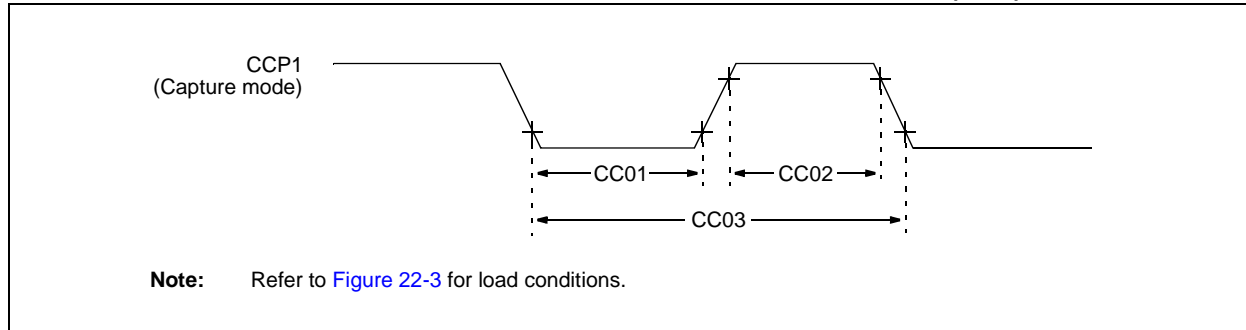 CCP1
(Capture mode)
CC01
CC02
CC03
Note: Refer to Figure 22-3 for load conditions.